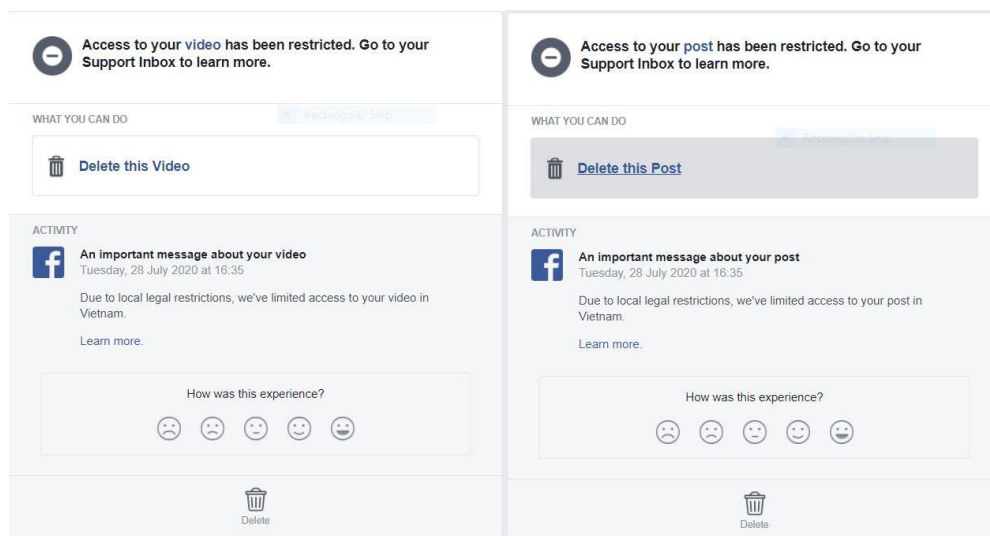 Access to your video has been restricted. Go to your
Support Inbox to learn more.
WHAT YOU CAN DO
Rectangular Snip
Delete this Video
ACTIVITY
An important message about your video
Tuesday, 28 July 2020 at 16:35
Due to local legal restrictions, we've limited access to your video in
Vietnam.
Learn more.
How was this experience?
Delete
Access to your post has been restricted. Go to your
Support Inbox to learn more.
WHAT YOU CAN DO
Rectangular Snip
Delete this Post
ACTIVITY
An important message about your post
Tuesday, 28 July 2020 at 16:35
Due to local legal restrictions, we've limited access to your post in
Vietnam.
Learn more.
How was this experience?
Delete